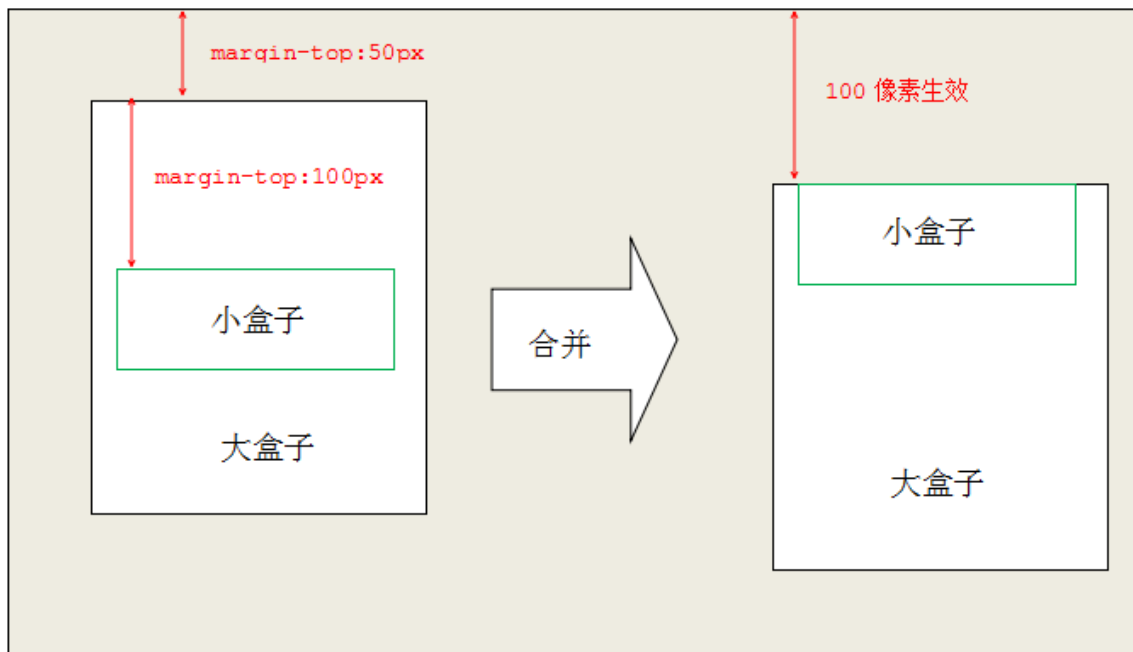 margin-top:50px
margin-top:100px
小盒子
大盒子
合并
100 像素生效
小盒子
大盒子